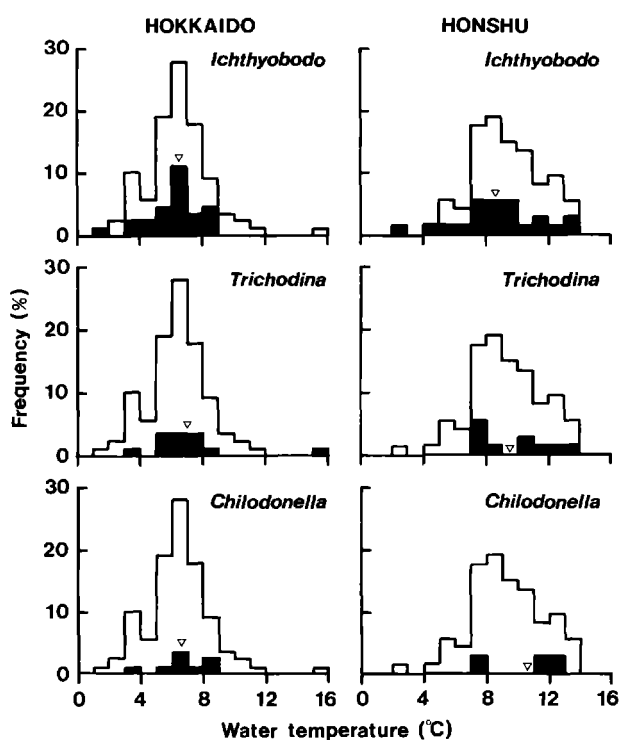 HOKKAIDO HONSHU
Ichthyobodo Ichthyobodo
30
20
10
0
Trichodina Trichodina
30
20
10
0
Chilodonella Chilodonella
30
20
10
0
0 4 8 12 16 0 4 8 12 16
Water temperature (°C)
Frequency (%)